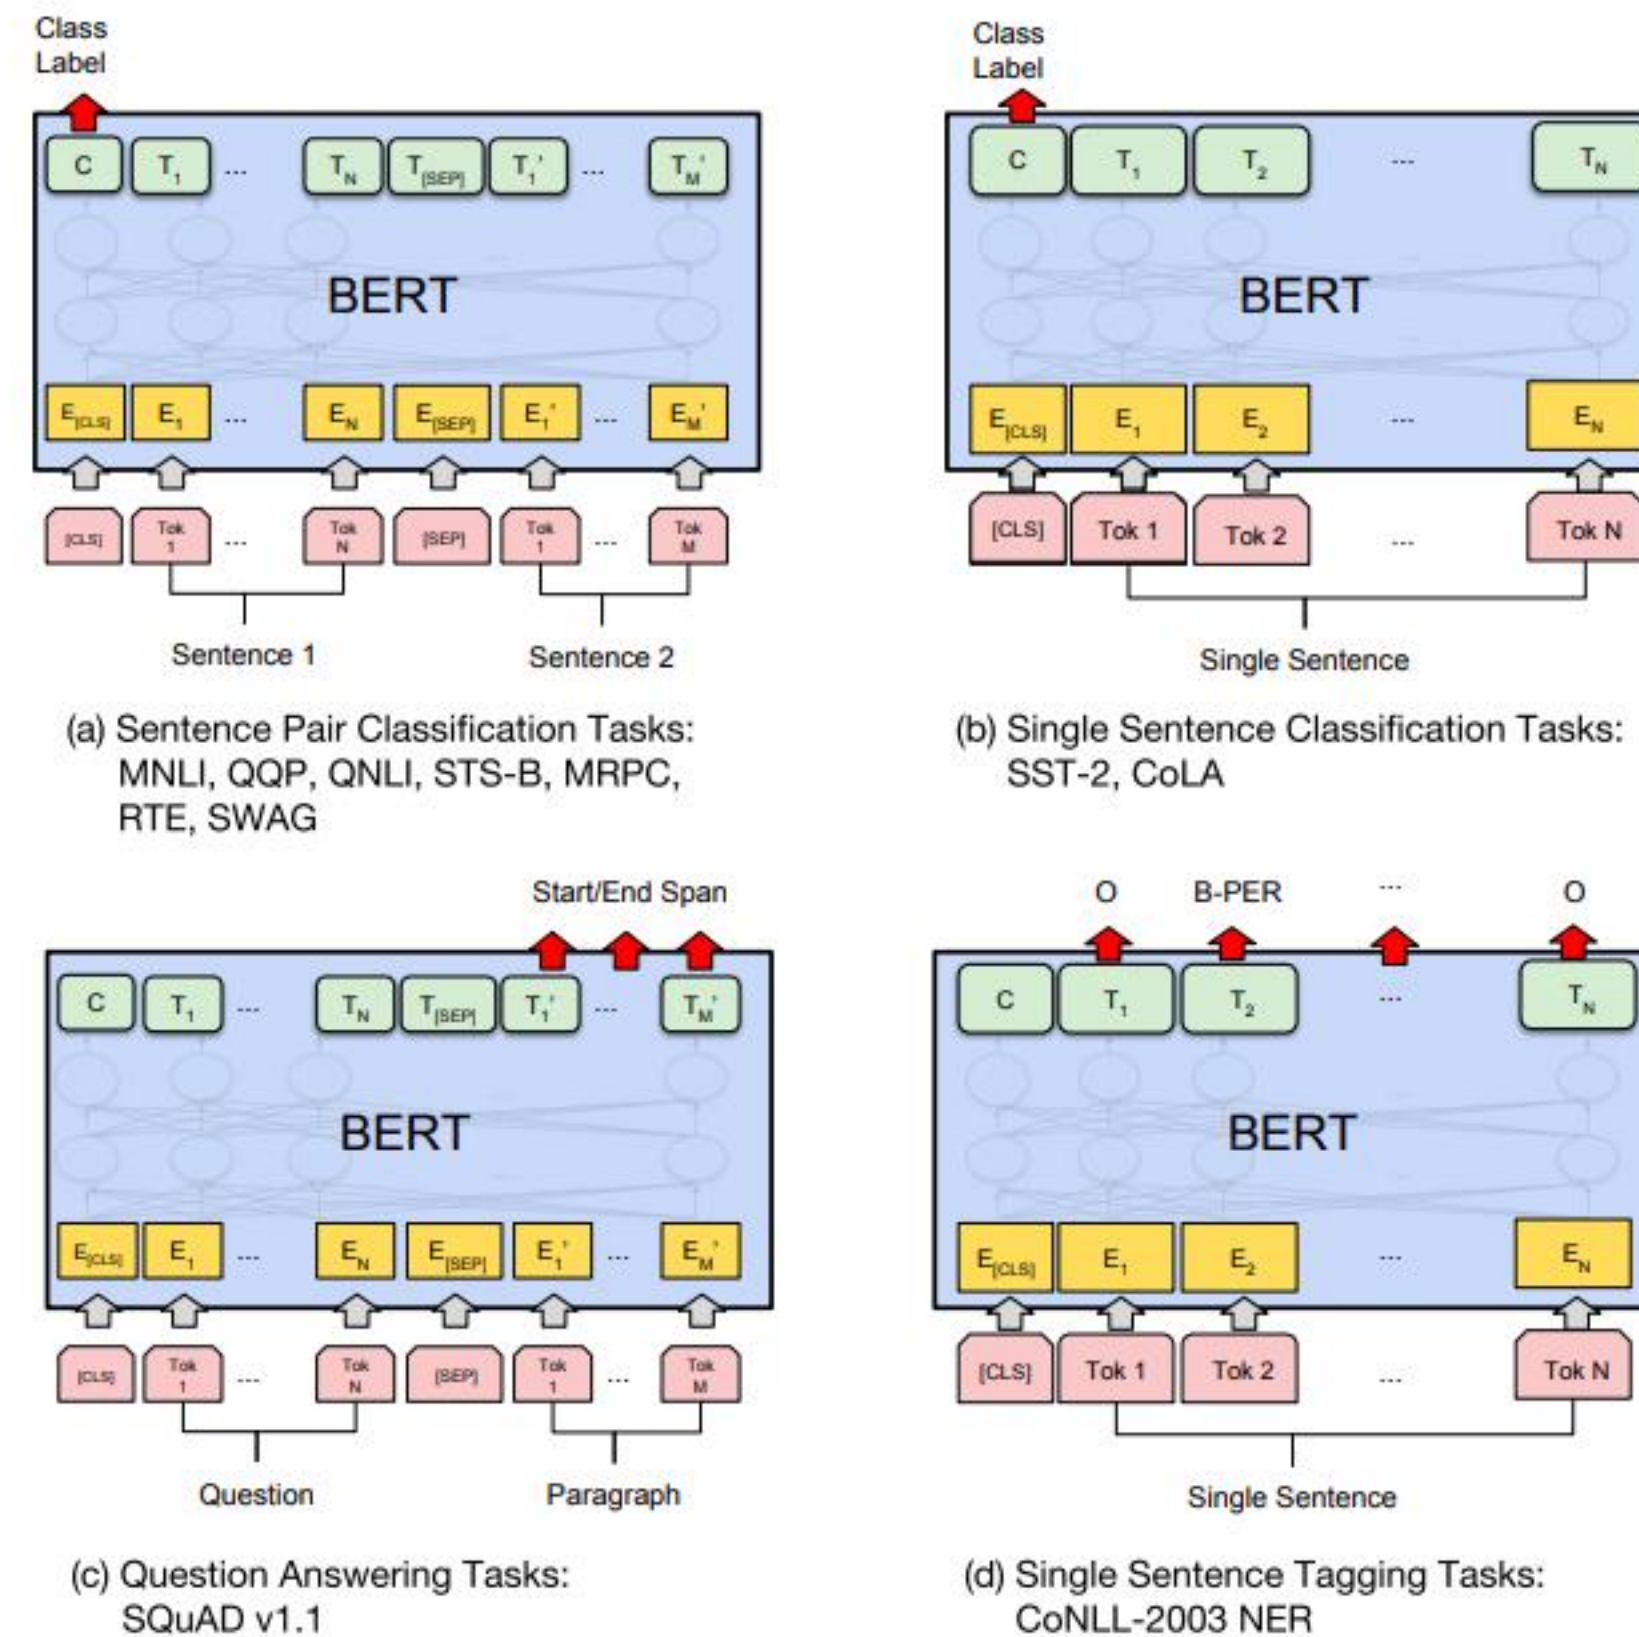 Class
Label
C T1 ... TN T[SEP] T1' ... TM'
BERT
E[CLS] E1 ... EN E[SEP] E1' ... EM'
[CLS] Tok 1 ... Tok N [SEP] Tok 1 ... Tok M
Sentence 1 Sentence 2
(a) Sentence Pair Classification Tasks:
MNLI, QQP, QNLI, STS-B, MRPC,
RTE, SWAG
Class
Label
C T1 T2 ... TN
BERT
E[CLS] E1 E2 ... EN
[CLS] Tok 1 Tok 2 ... Tok N
Single Sentence
(b) Single Sentence Classification Tasks:
SST-2, CoLA
Start/End Span
C T1 ... TN T[SEP] T1' ... TM'
BERT
E[CLS] E1 ... EN E[SEP] E1' ... EM'
[CLS] Tok 1 ... Tok N [SEP] Tok 1 ... Tok M
Question Paragraph
(c) Question Answering Tasks:
SQuAD v1.1
O B-PER ... O
C T1 T2 ... TN
BERT
E[CLS] E1 E2 ... EN
[CLS] Tok 1 Tok 2 ... Tok N
Single Sentence
(d) Single Sentence Tagging Tasks:
CoNLL-2003 NER